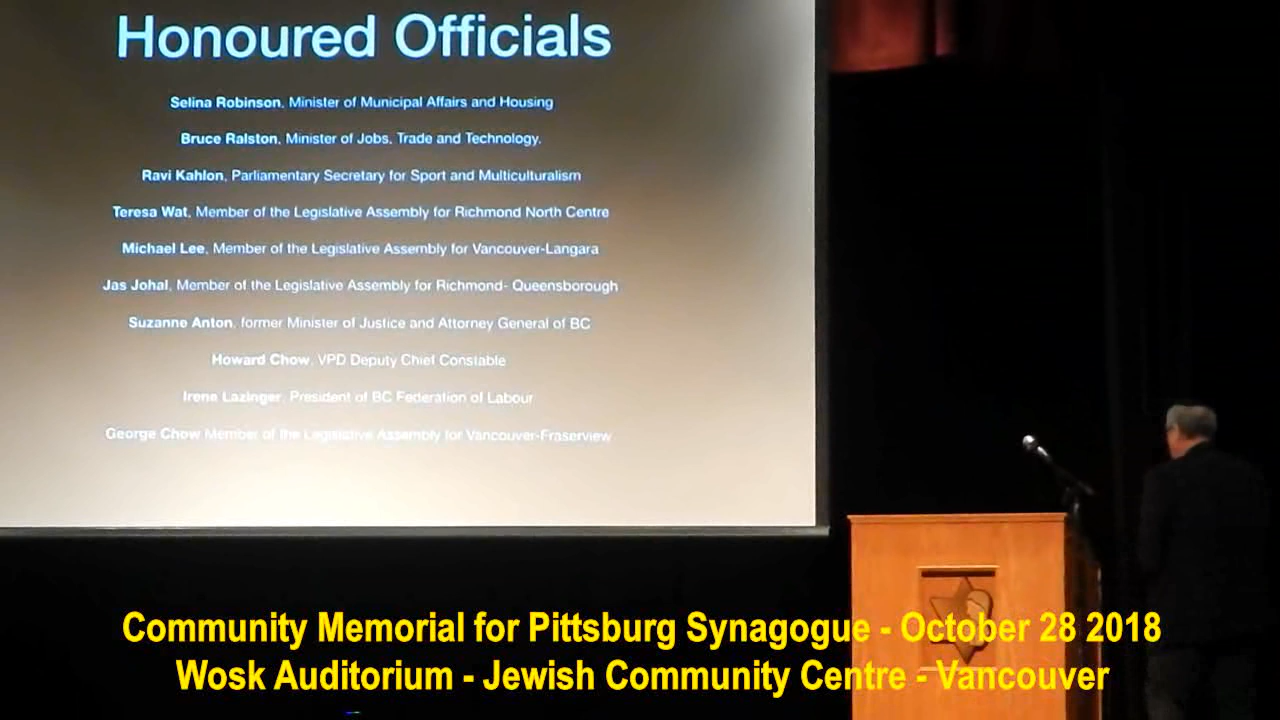 Honoured Officials
Selina Robinson, Minister of Municipal Affairs and Housing
Bruce Ralston, Minister of Jobs, Trade and Technology.
Ravi Kahlon, Parliamentary Secretary for Sport and Multiculturalism
Teresa Wat, Member of the Legislative Assembly for Richmond North Centre
Michael Lee, Member of the Legislative Assembly for Vancouver-Langara
Jas Johal, Member of the Legislative Assembly for Richmond- Queensborough
Suzanne Anton, former Minister of Justice and Attorney General of BC
Howard Chow, VPD Deputy Chief Constable
Irene Lazinger, President of BC Federation of Labour
George Chow Member of the Legislative Assembly for Vancouver-Fraserview
Community Memorial for Pittsburg Synagogue - October 28 2018
Wosk Auditorium - Jewish Community Centre - Vancouver